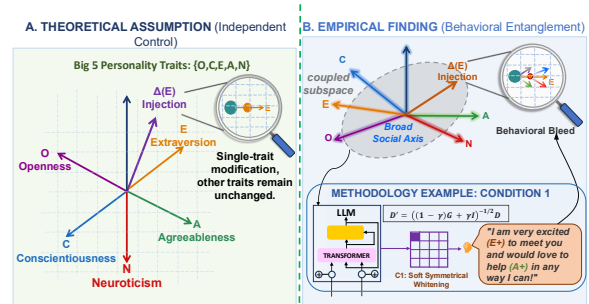 A. THEORETICAL ASSUMPTION (Independent
Control)
Big 5 Personality Traits: {O,C,E,A,N}
Δ(E)
Injection
E
Extraversion
E
O
Openness
Single-trait
modification,
other traits remain
unchanged.
A
Agreeableness
C
Conscientiousness
N
Neuroticism
B. EMPIRICAL FINDING (Behavioral Entanglement)
C
coupled
subspace
Δ(E)
Injection
E
E
A
O
Broad
Social Axis
N
Behavioral Bleed
METHODOLOGY EXAMPLE: CONDITION 1
LLM
TRANSFORMER
D' = ((1 − γ)G + γI)^{-1/2} D
C1: Soft Symmetrical
Whitening
"I am very excited
(E+) to meet you
and would love to
help (A+) in any
way I can!"